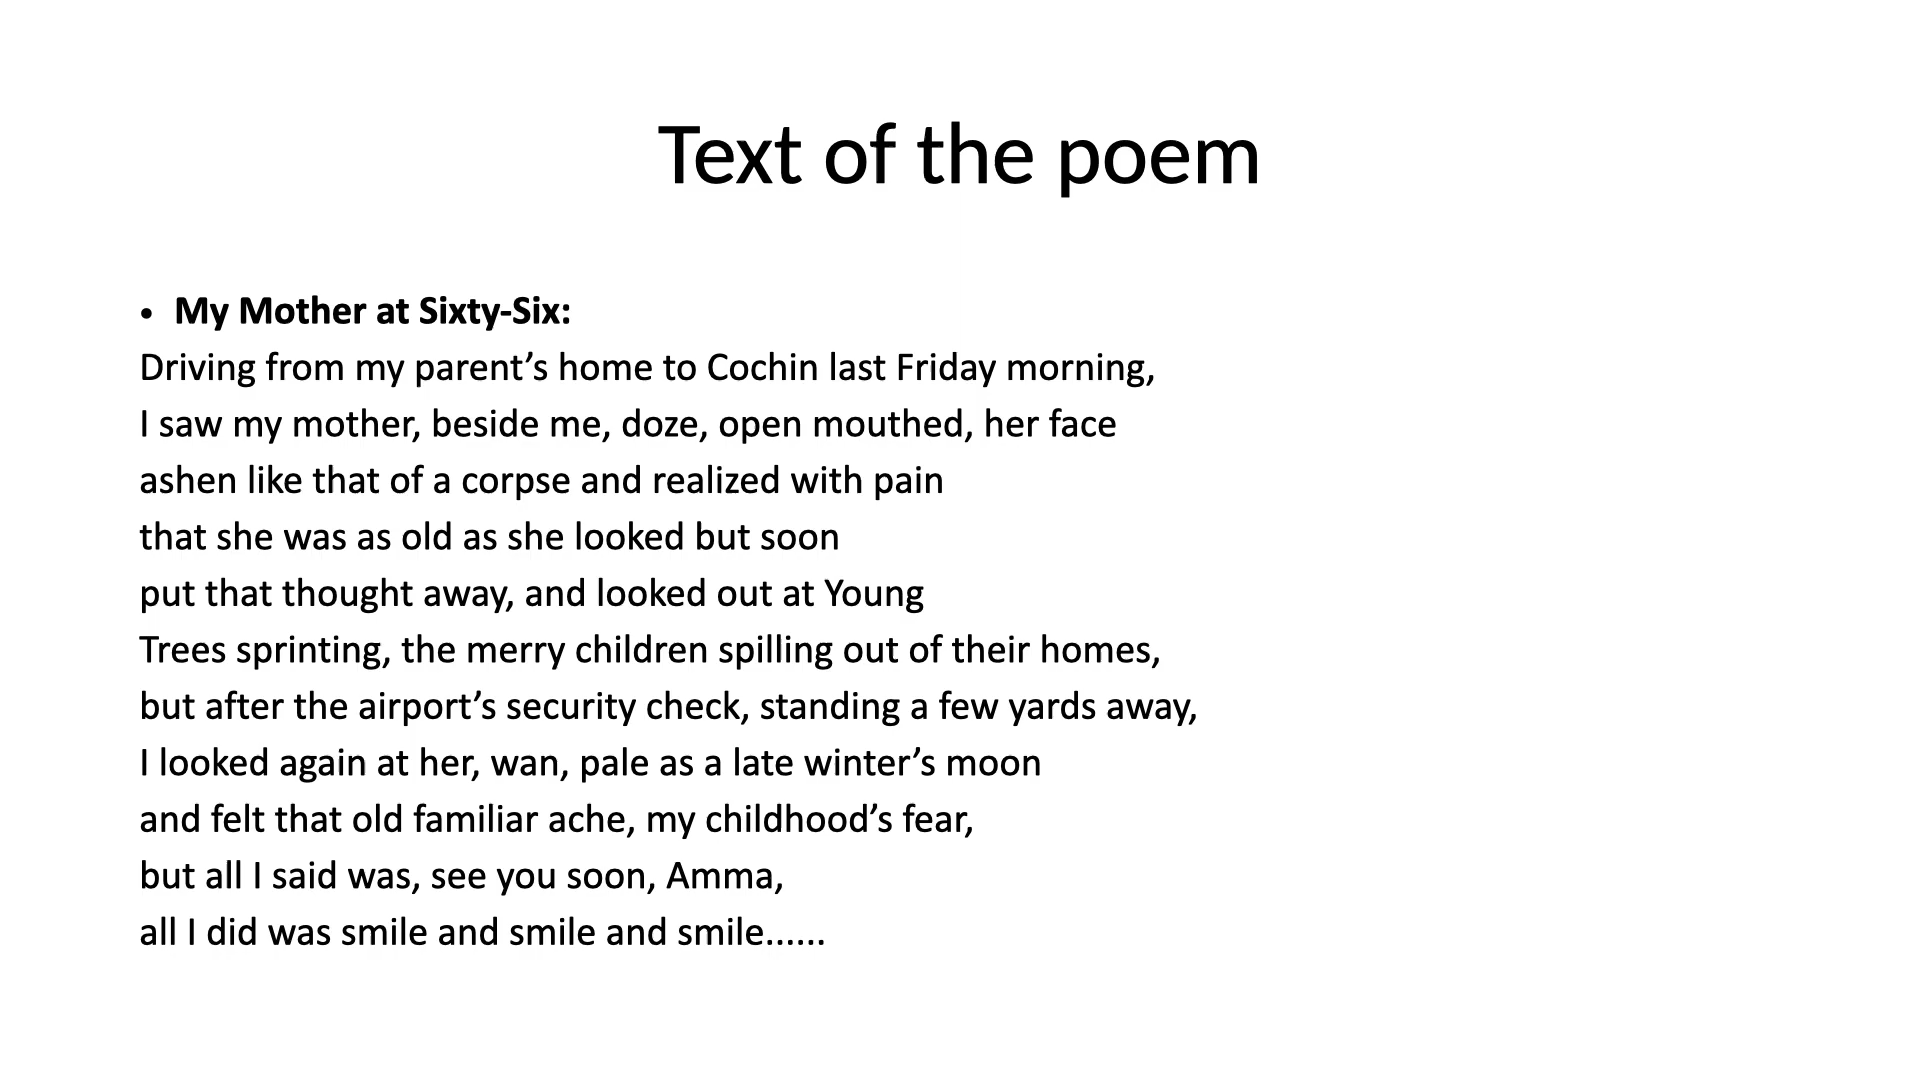 Text of the poem
• My Mother at Sixty-Six:
Driving from my parent’s home to Cochin last Friday morning,
I saw my mother, beside me, doze, open mouthed, her face
ashen like that of a corpse and realized with pain
that she was as old as she looked but soon
put that thought away, and looked out at Young
Trees sprinting, the merry children spilling out of their homes,
but after the airport’s security check, standing a few yards away,
I looked again at her, wan, pale as a late winter’s moon
and felt that old familiar ache, my childhood’s fear,
but all I said was, see you soon, Amma,
all I did was smile and smile and smile......